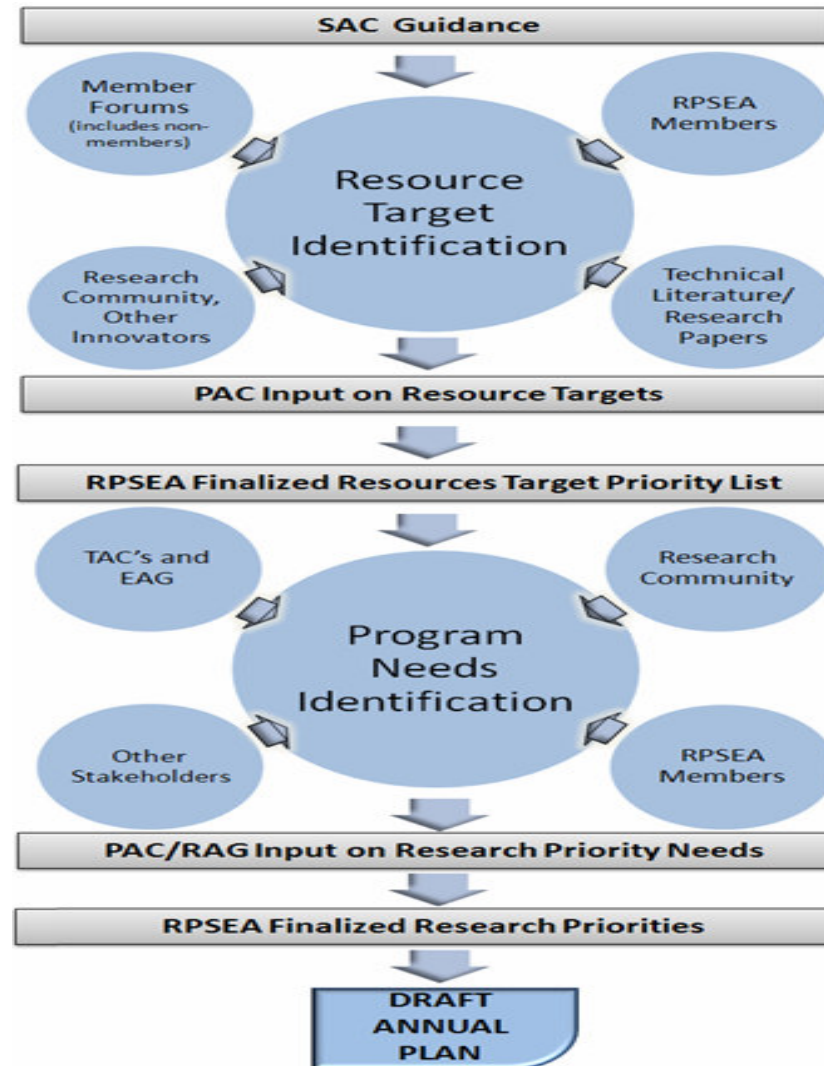 SAC Guidance
Member
Forums
(includes non-
members)
RPSEA
Members
Resource
Target
Identification
Research
Community,
Other
Innovators
Technical
Literature/
Research
Papers
PAC Input on Resource Targets
RPSEA Finalized Resources Target Priority List
TAC's and
EAG
Research
Community
Program
Needs
Identification
Other
Stakeholders
RPSEA
Members
PAC/RAG Input on Research Priority Needs
RPSEA Finalized Research Priorities
DRAFT
ANNUAL
PLAN